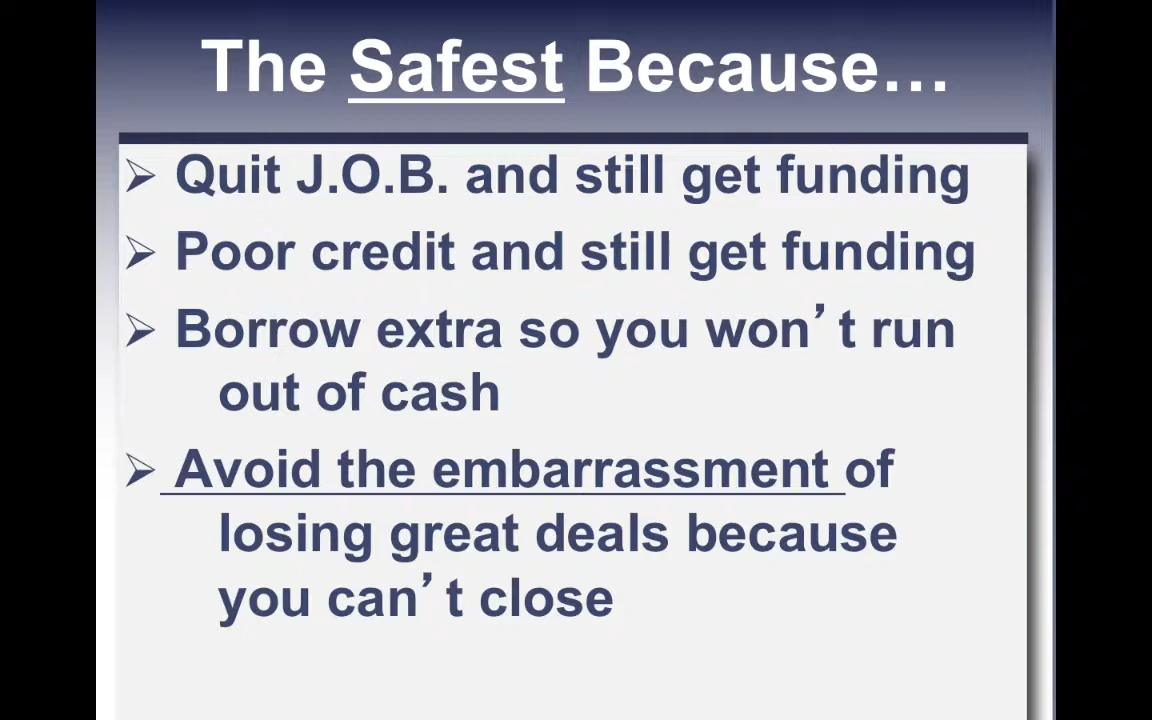 The Safest Because…
➢ Quit J.O.B. and still get funding
➢ Poor credit and still get funding
➢ Borrow extra so you won’t run
out of cash
➢ Avoid the embarrassment of
losing great deals because
you can’t close